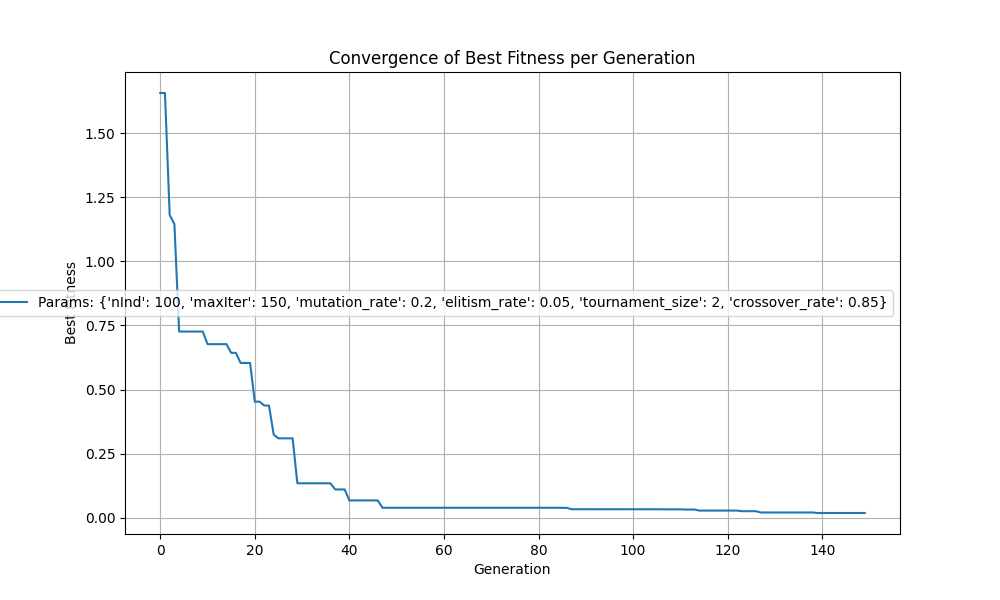 Convergence of Best Fitness per Generation
1.50
1.25
1.00
Params: {'nInd': 100, 'maxIter': 150, 'mutation_rate': 0.2, 'elitism_rate': 0.05, 'tournament_size': 2, 'crossover_rate': 0.85}
Best Fitness
0.75
0.50
0.25
0.00
0 20 40 60 80 100 120 140
Generation